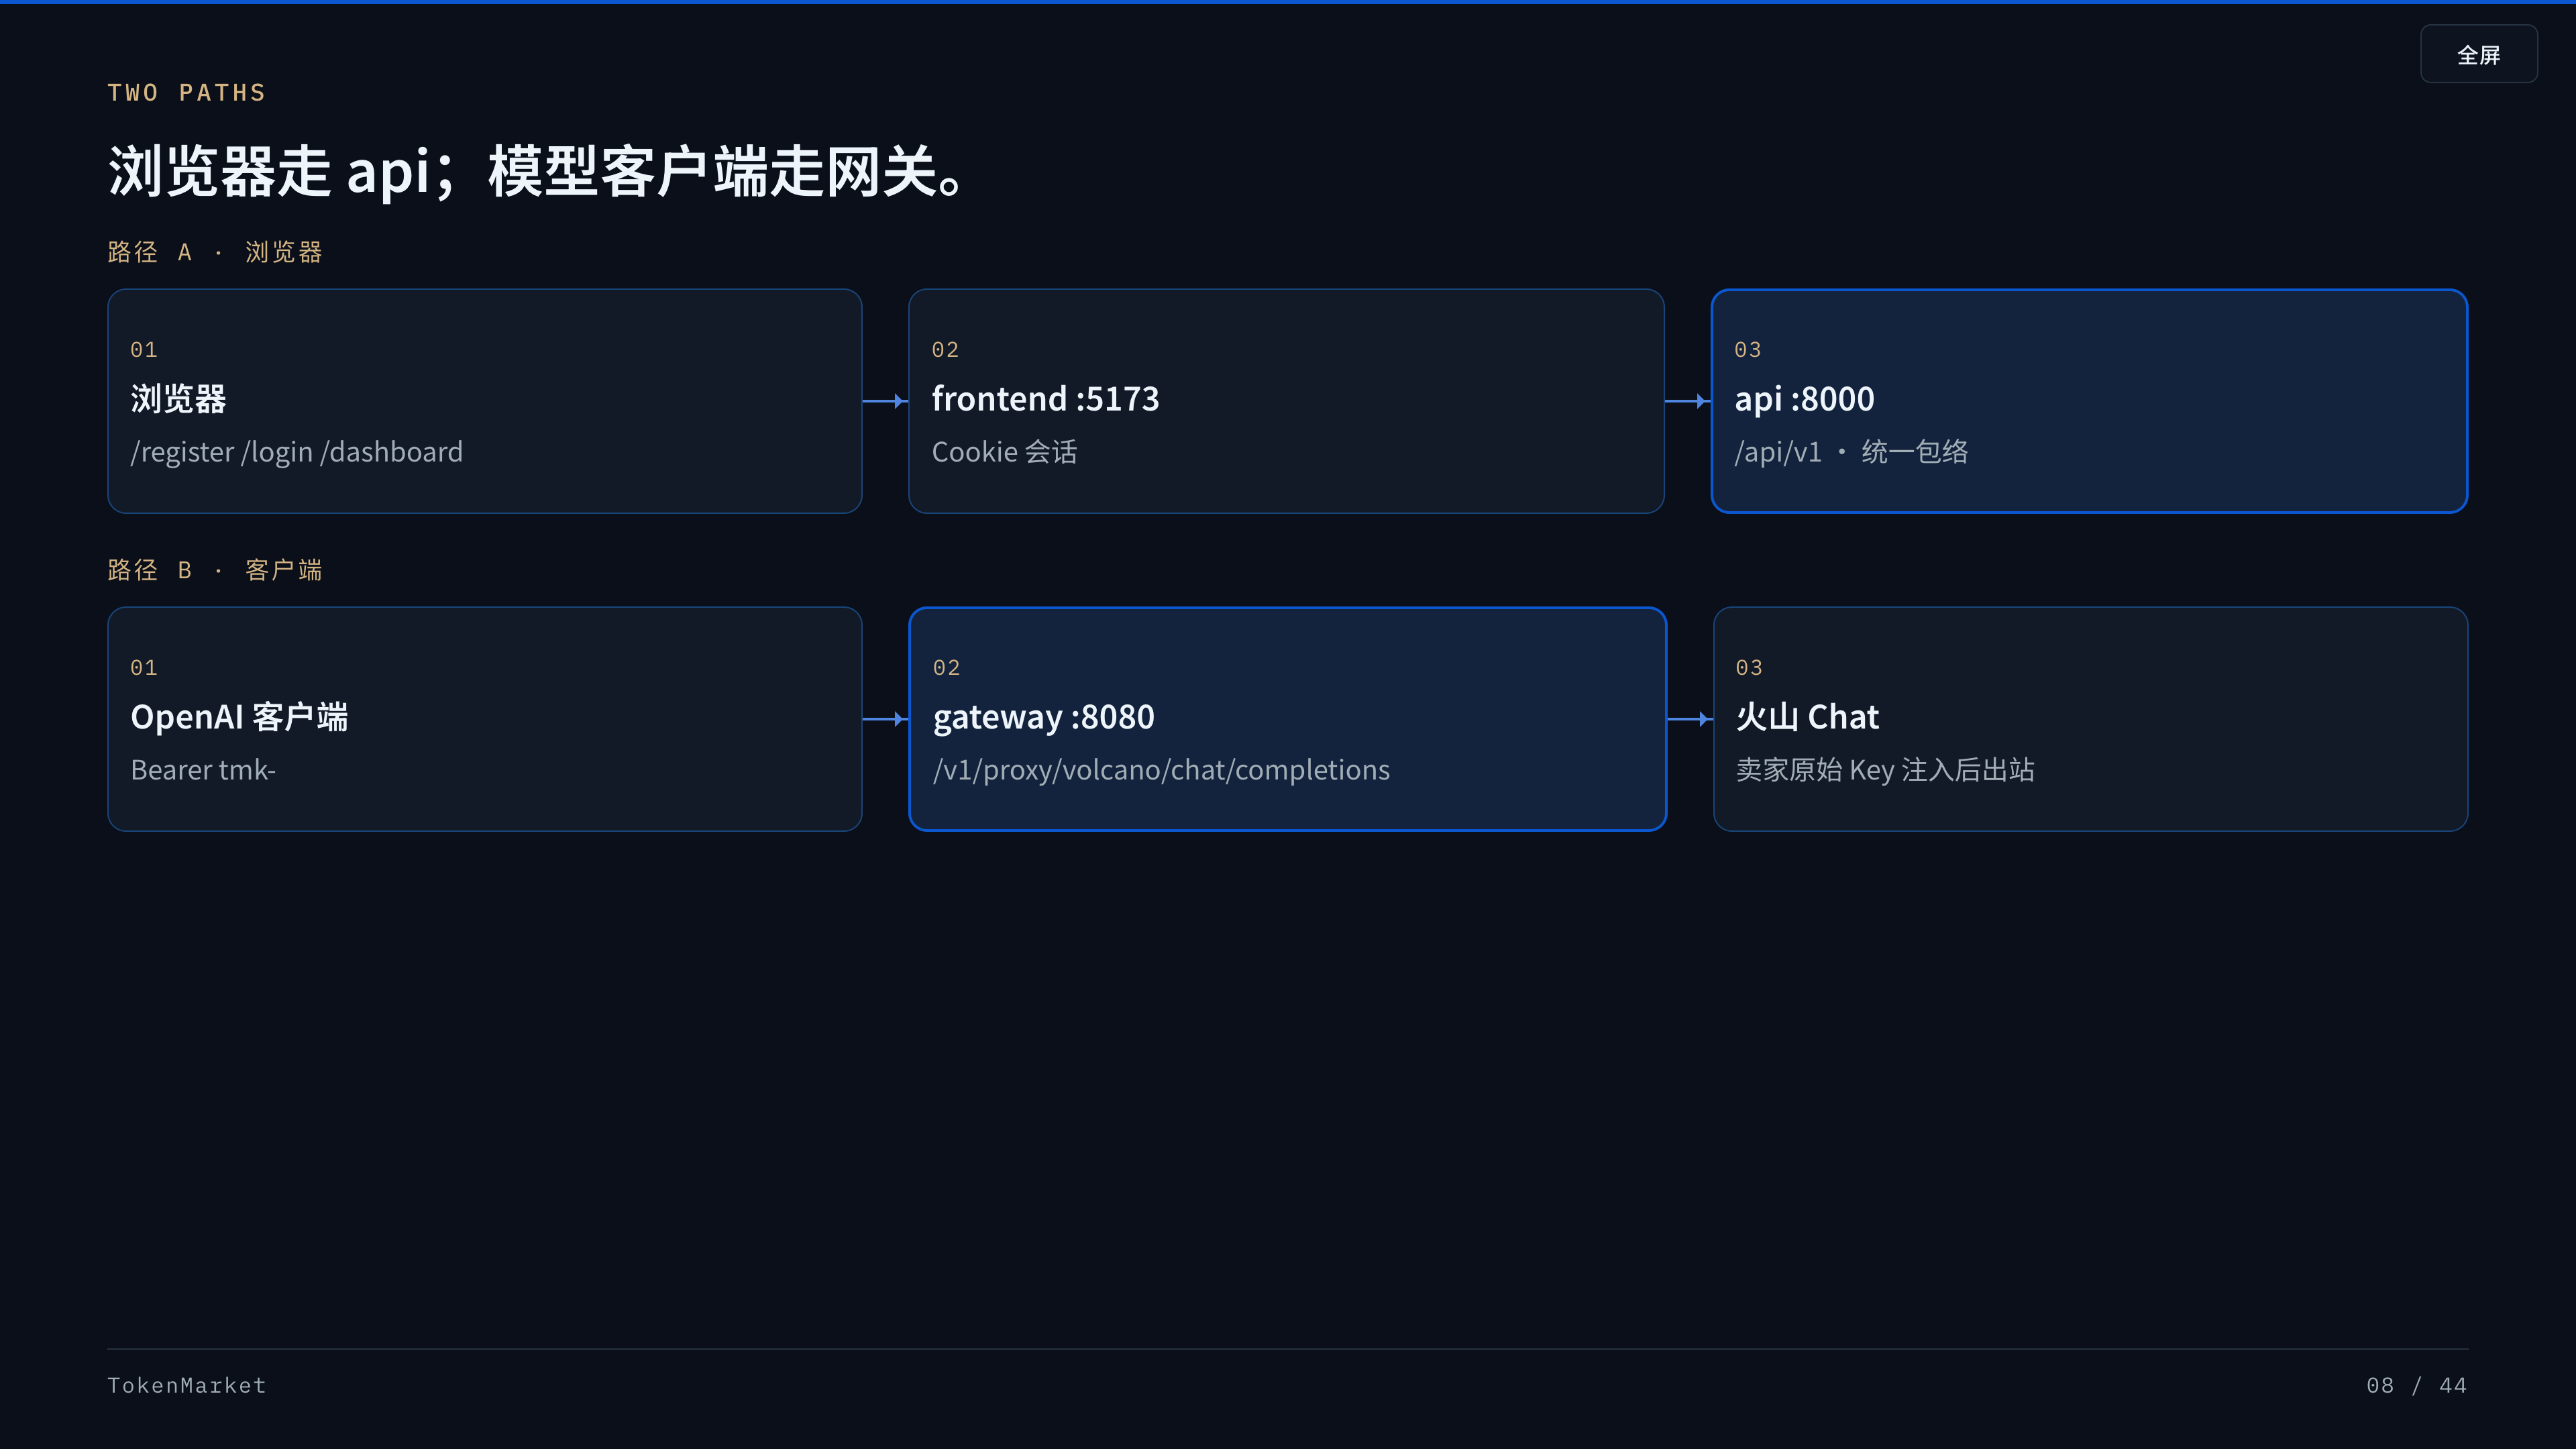 全屏
TWO PATHS
浏览器走 api；模型客户端走网关。
路径 A · 浏览器
01
浏览器
/register /login /dashboard
02
frontend :5173
Cookie 会话
03
api :8000
/api/v1 · 统一包络
路径 B · 客户端
01
OpenAI 客户端
Bearer tmk-
02
gateway :8080
/v1/proxy/volcano/chat/completions
03
火山 Chat
卖家原始 Key 注入后出站
TokenMarket
08 / 44